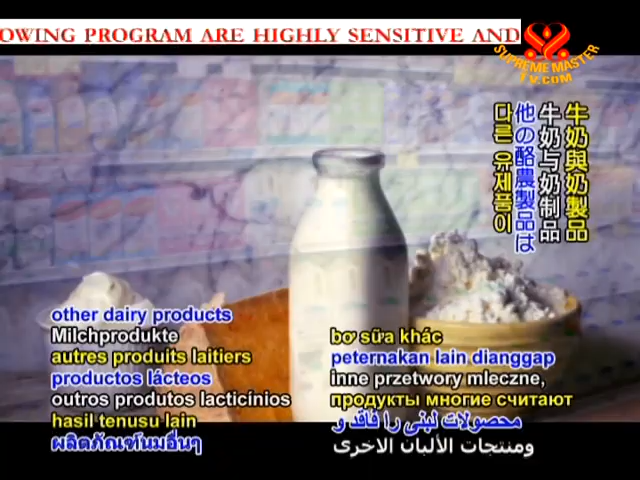 OWING PROGRAM ARE HIGHLY SENSITIVE AND
SUPREME MASTER
TV.COM
牛奶與奶製品
牛奶与奶制品
他の酪農製品は
다른 유제품이
other dairy products
Milchprodukte
autres produits laitiers
productos lácteos
outros produtos lacticínios
hasil tenusu lain
ผลิตภัณฑ์นมอื่นๆ
bơ sữa khác
peternakan lain dianggap
inne przetwory mleczne,
продукты многие считают
محصولات لبنی را فاقد و
ومنتجات الألبان الاخرى